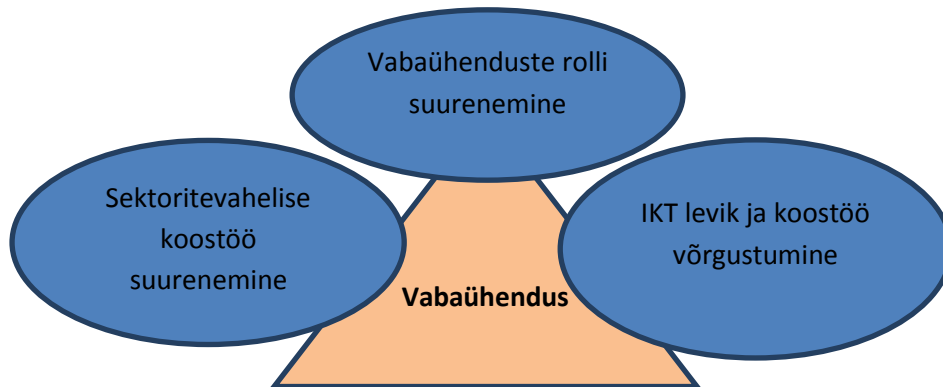 Vabaühenduste rolli
suurenemine
Sektoritevahelise
koostöö
suurenemine
IKT levik ja koostöö
võrgustumine
Vabaühendus